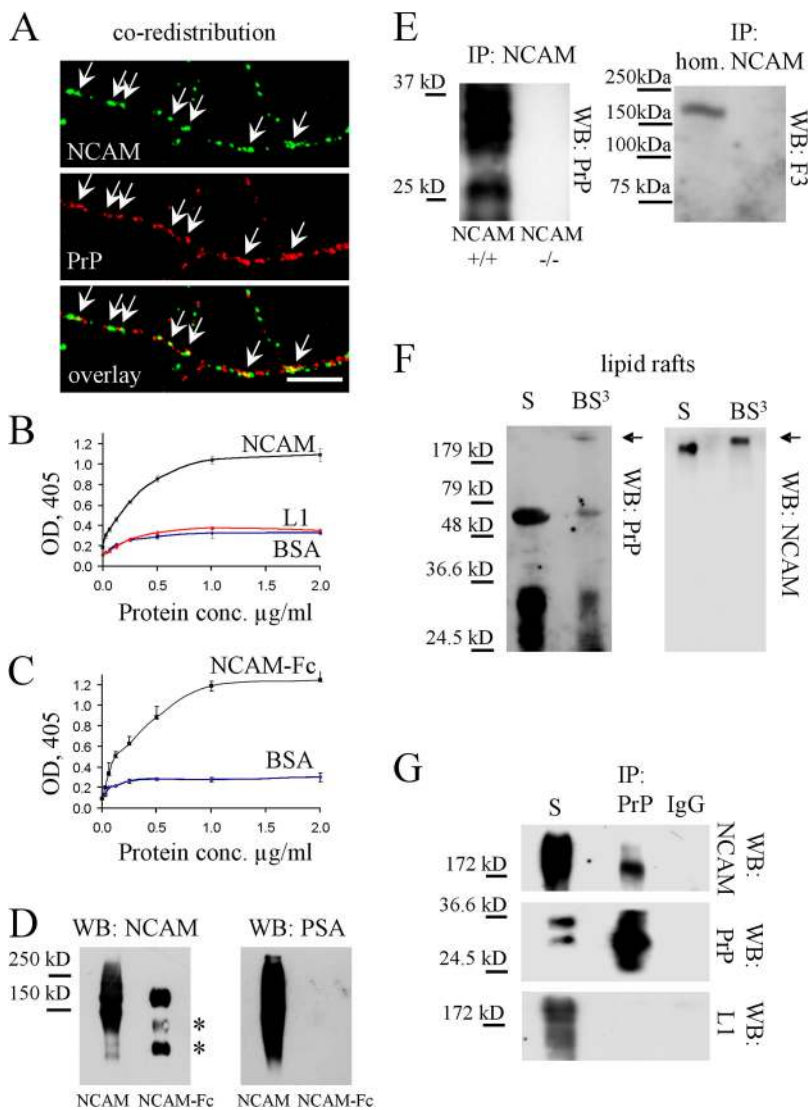 A
co-redistribution
NCAM
PrP
overlay
B
OD, 405
1.2
1.0
0.8
0.6
0.4
0.2
0.0
0.0 0.5 1.0 1.5 2.0
NCAM
L1
BSA
Protein conc. µg/ml
C
OD, 405
1.2
1.0
0.8
0.6
0.4
0.2
0.0
0.0 0.5 1.0 1.5 2.0
NCAM-Fc
BSA
Protein conc. µg/ml
D
WB: NCAM WB: PSA
250 kD
150 kD
*
*
NCAM NCAM-Fc NCAM NCAM-Fc
E
IP: NCAM
37 kD
25 kD
WB: PrP
NCAM NCAM
+/+ -/-
IP:
hom. NCAM
250kDa
150kDa
100kDa
75 kDa
WB: F3
F
lipid rafts
S BS³
179 kD
79 kD
48 kD
36.6 kD
24.5 kD
WB: PrP
S BS³
WB: NCAM
G
IP:
S PrP IgG
172 kD
WB:
NCAM
36.6 kD
24.5 kD
WB:
PrP
172 kD
WB:
L1